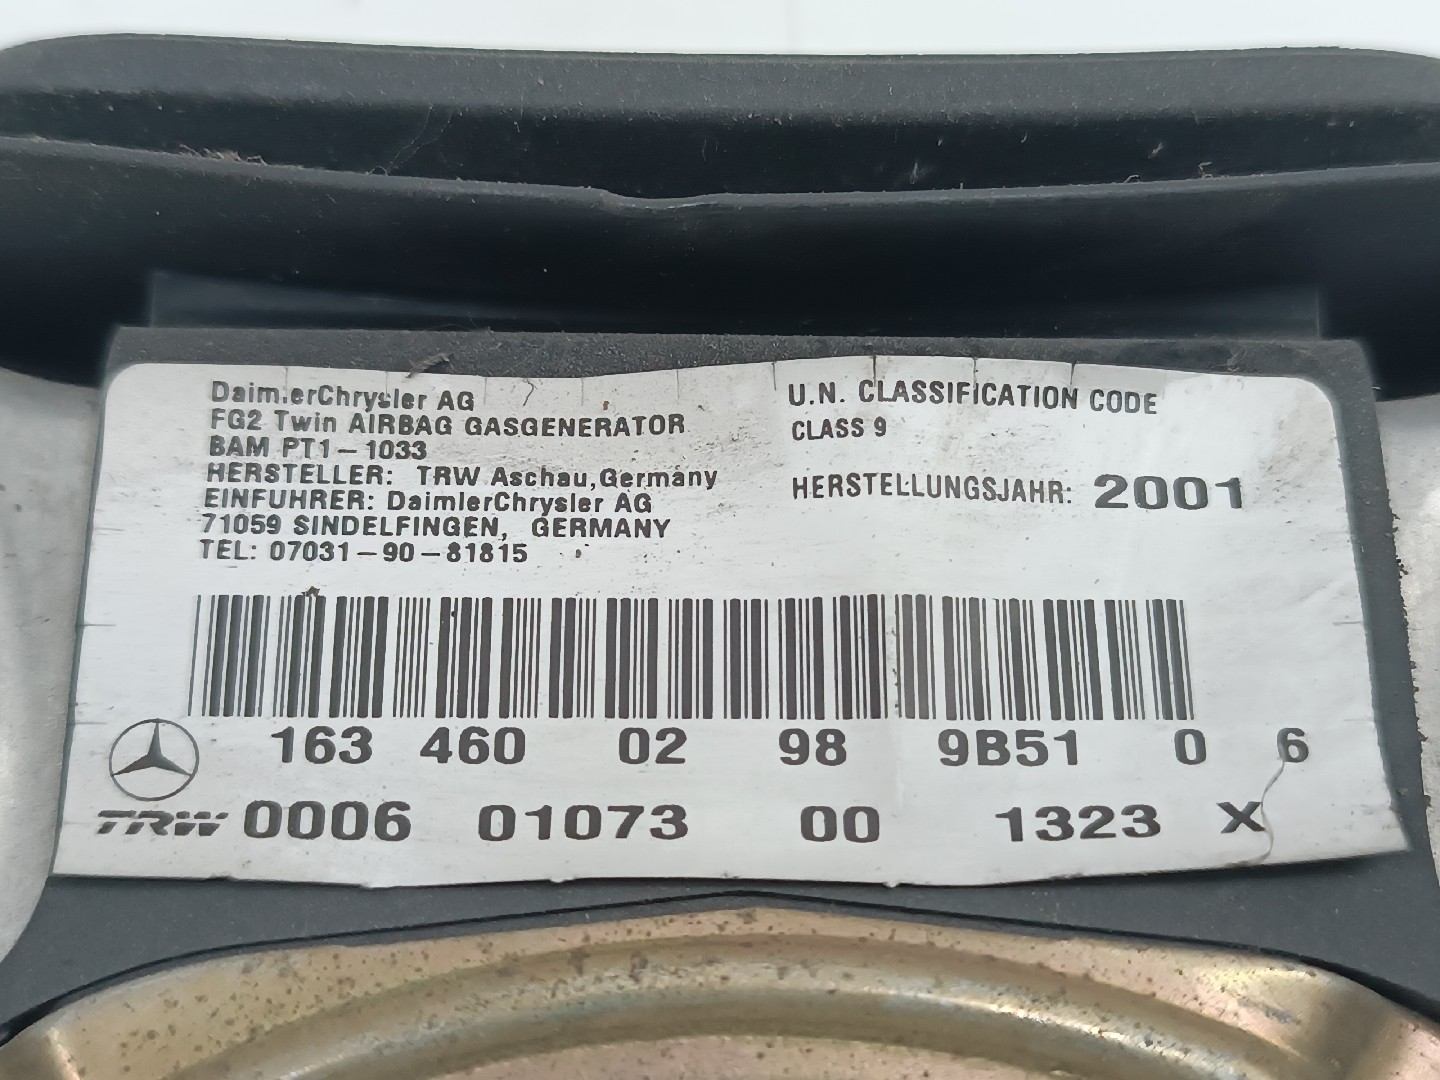 DaimlerChrysler AG
FG2 Twin AIRBAG GASGENERATOR
BAM PT1-1033
HERSTELLER: TRW Aschau, Germany
EINFUHRER: DaimlerChrysler AG
71059 SINDELFINGEN, GERMANY
TEL: 07031-90-81815
U.N. CLASSIFICATION CODE
CLASS 9
HERSTELLUNGSJAHR: 2001
163 460 02 98 9B51 0 6
TRW 0006 01073 00 1323 X